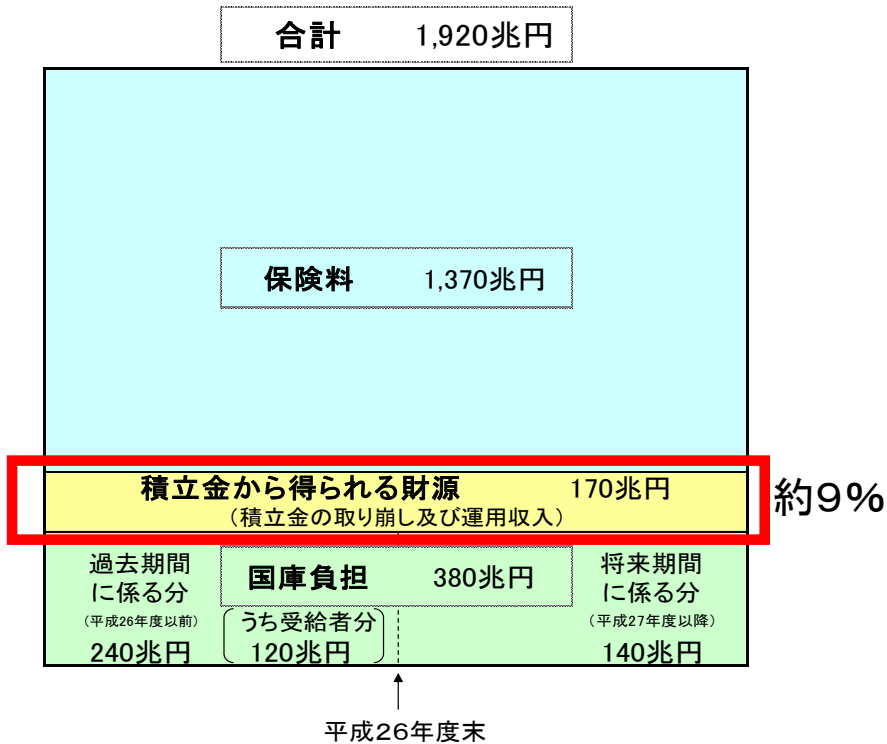 合計 1,920兆円
保険料 1,370兆円
積立金から得られる財源 170兆円
（積立金の取り崩し及び運用収入）
約９％
過去期間
に係る分
（平成26年度以前）
240兆円
国庫負担 380兆円
うち受給者分
120兆円
将来期間
に係る分
（平成27年度以降）
140兆円
平成２６年度末